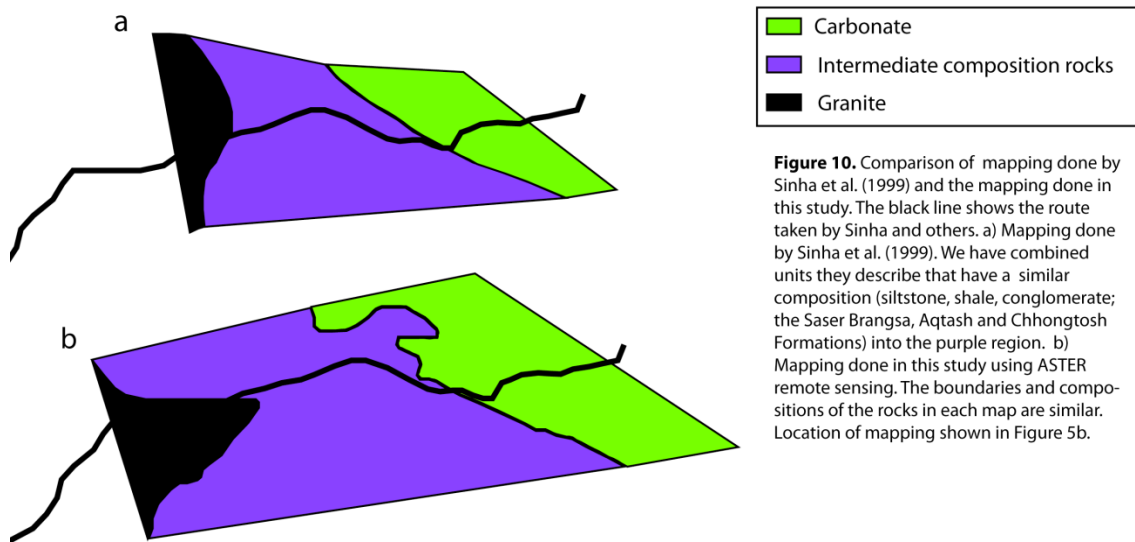 a
Carbonate
Intermediate composition rocks
Granite
b
Figure 10. Comparison of mapping done by
Sinha et al. (1999) and the mapping done in
this study. The black line shows the route
taken by Sinha and others. a) Mapping done
by Sinha et al. (1999). We have combined
units they describe that have a similar
composition (siltstone, shale, conglomerate;
the Saser Brangsa, Aqtash and Chhongtosh
Formations) into the purple region. b)
Mapping done in this study using ASTER
remote sensing. The boundaries and compo-
sitions of the rocks in each map are similar.
Location of mapping shown in Figure 5b.